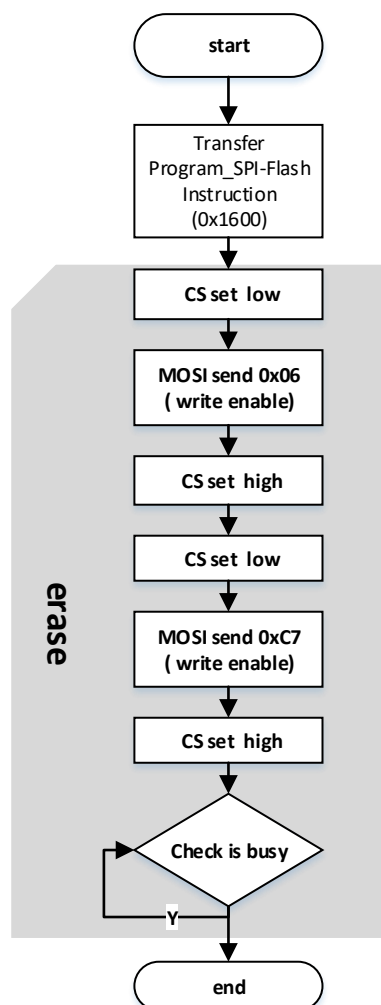 start
Transfer
Program_SPI-Flash
Instruction
(0x1600)
CS set low
MOSI send 0x06
( write enable)
CS set high
CS set low
erase
MOSI send 0xC7
( write enable)
CS set high
Check is busy
Y
end